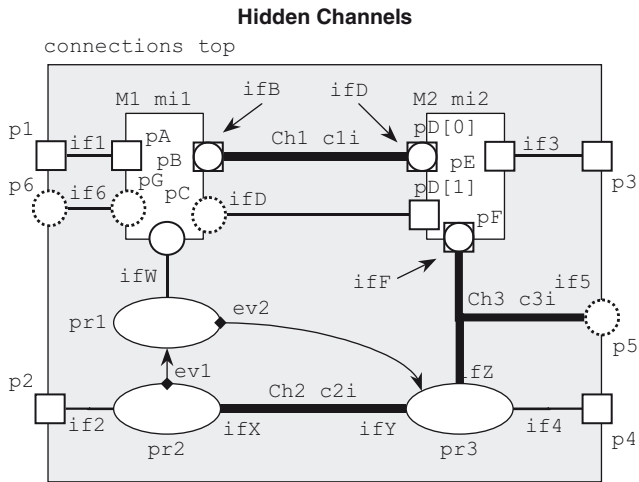 Hidden Channels
connections top
ifB ifD
M1 mi1 M2 mi2
p1 if1 pA Ch1 c1i pD[0] if3
pB pE
p6 if6 pG pC ifD pD[1] p3
pF
ifW ifF
Ch3 c3i if5
pr1 ev2
p5
p2 ev1 ifZ
Ch2 c2i
if2 ifX ifY if4 p4
pr2 pr3